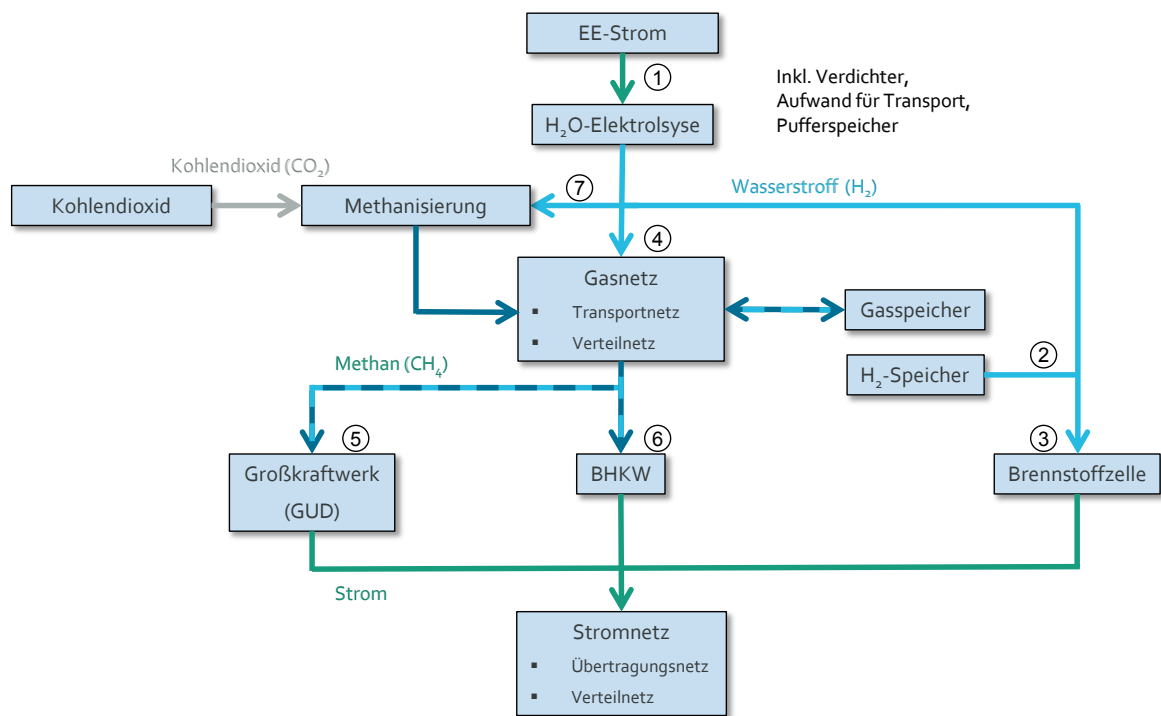 EE-Strom
①
Inkl. Verdichter,
Aufwand für Transport,
Pufferspeicher
H₂O-Elektrolsyse
Kohlendioxid (CO₂)
⑦
Wasserstoff (H₂)
Kohlendioxid
Methanisierung
④
Gasnetz
▪ Transportnetz
▪ Verteilnetz
Gasspeicher
Methan (CH₄)
H₂-Speicher
②
⑤
⑥
③
Großkraftwerk
(GUD)
BHKW
Brennstoffzelle
Strom
Stromnetz
▪ Übertragungsnetz
▪ Verteilnetz